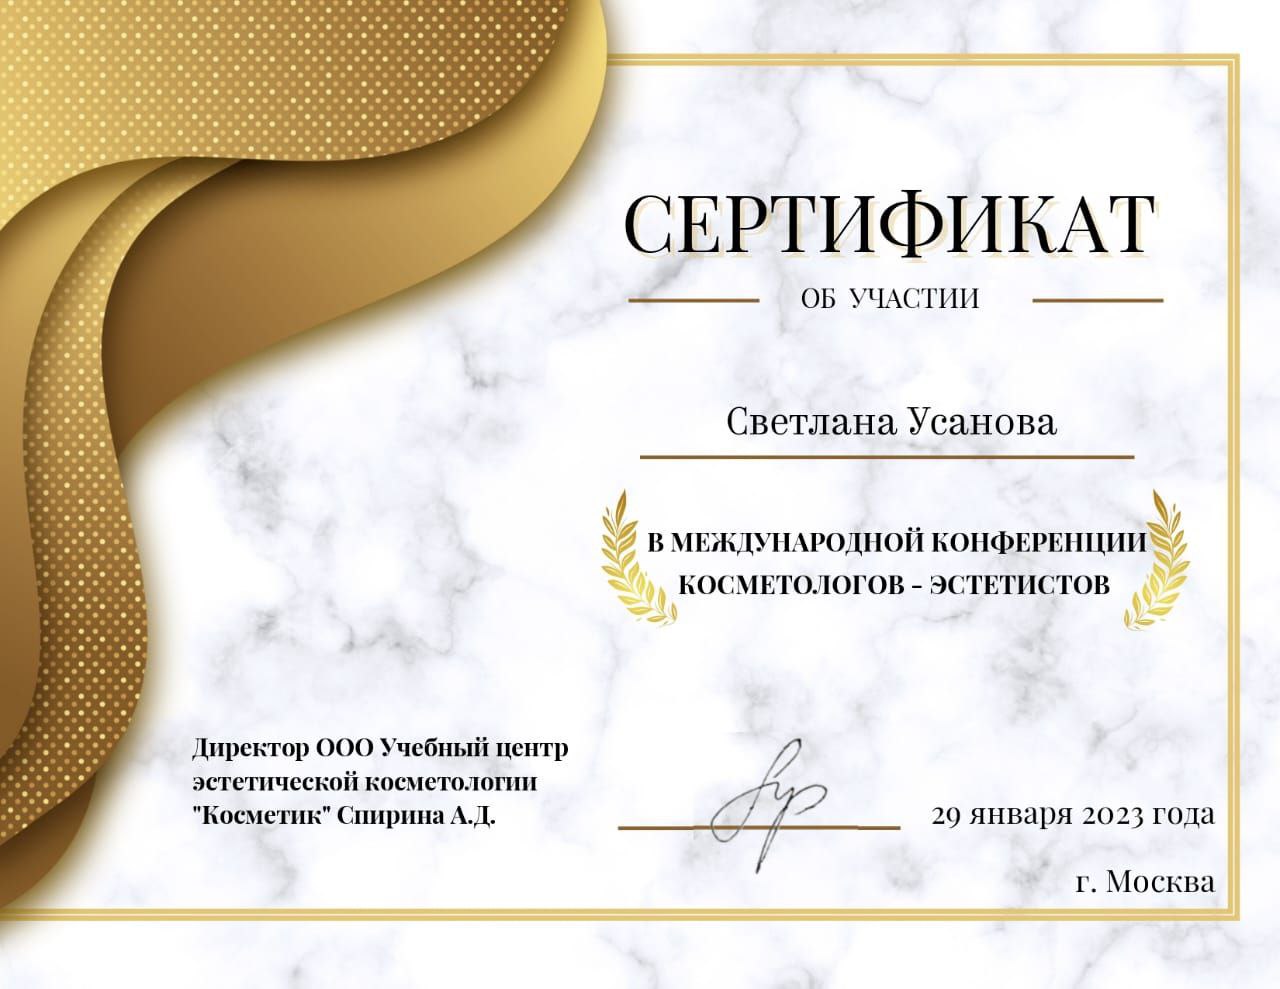 СЕРТИФИКАТ
ОБ УЧАСТИИ
Светлана Усанова
В МЕЖДУНАРОДНОЙ КОНФЕРЕНЦИИ
КОСМЕТОЛОГОВ - ЭСТЕТИСТОВ
Директор ООО Учебный центр
эстетической косметологии
"Косметик" Спирина А.Д.
29 января 2023 года
г. Москва